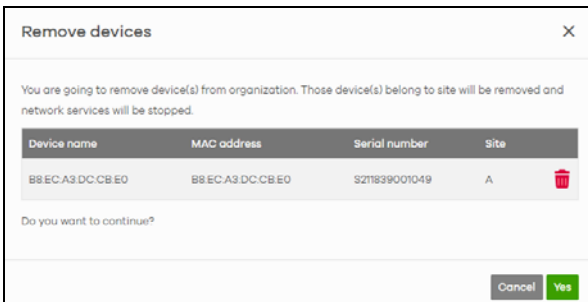 Remove devices X
You are going to remove device(s) from organization. Those device(s) belong to site will be removed and
network services will be stopped.
Device name MAC address Serial number Site
B8:EC:A3:DC:CB:E0 B8:EC:A3:DC:CB:E0 S211839001049 A
Do you want to continue?
Cancel Yes